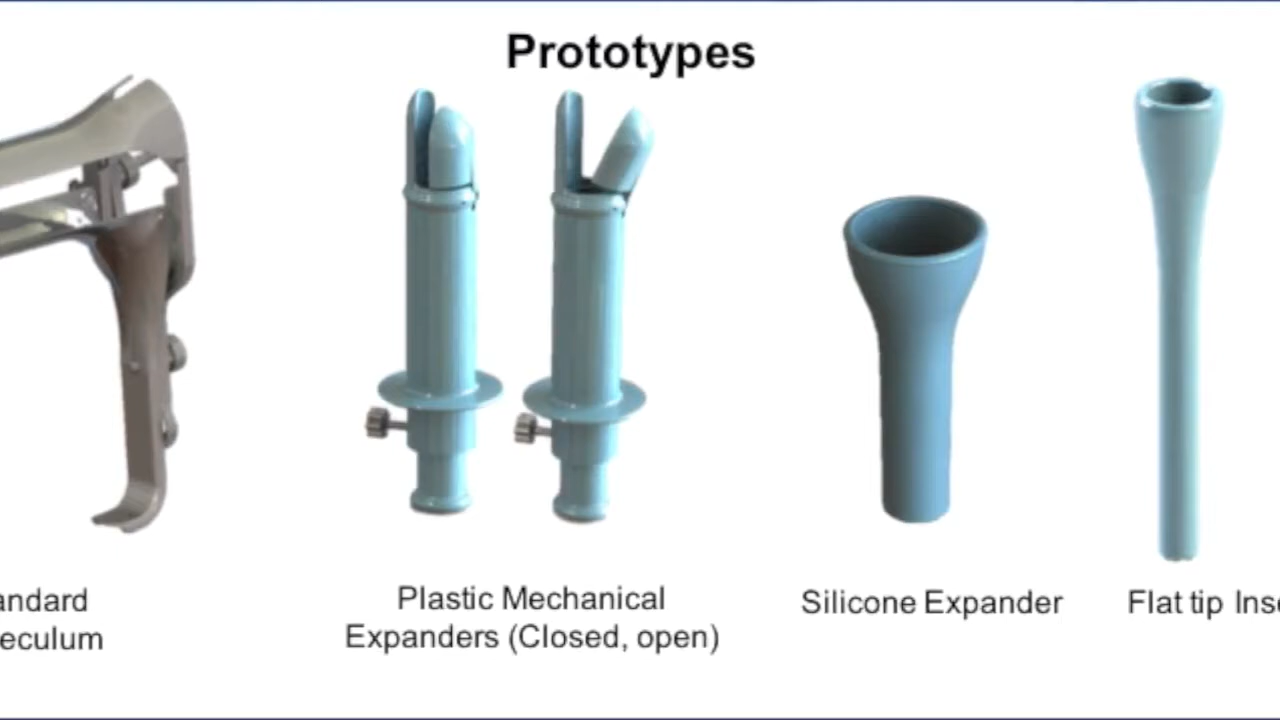 Prototypes
andard
eculum
Plastic Mechanical
Expanders (Closed, open)
Silicone Expander
Flat tip Inse